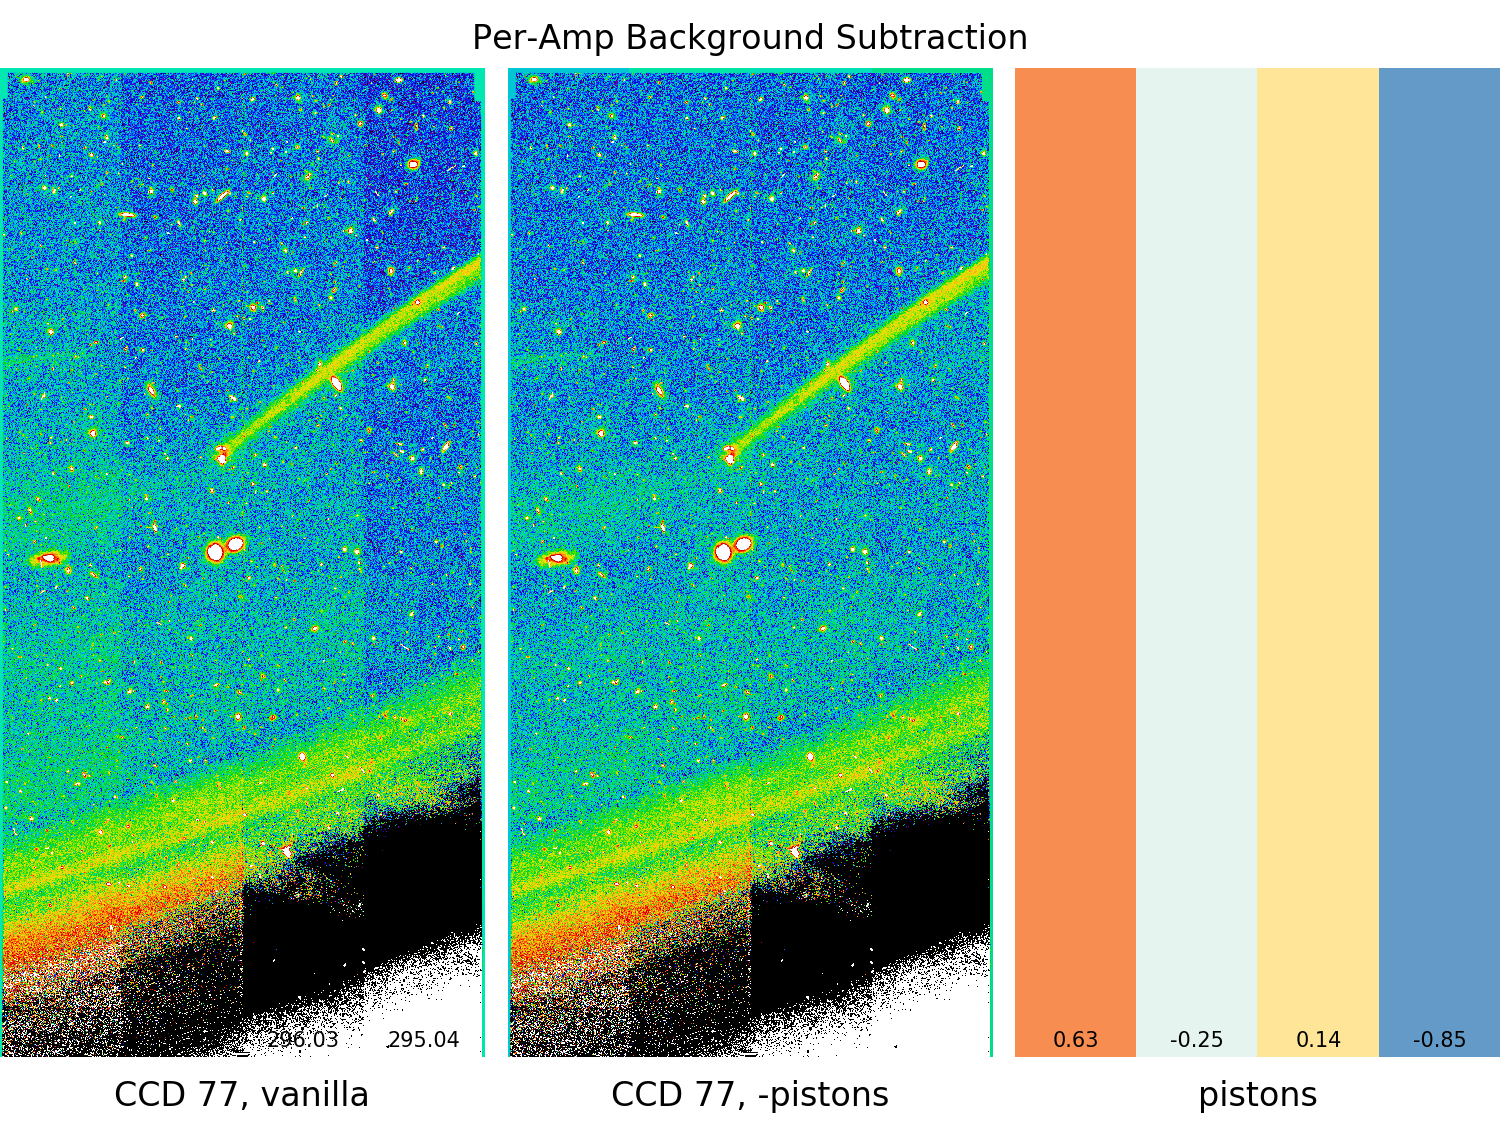 Per-Amp Background Subtraction
296.03 295.04
0.63 -0.25 0.14 -0.85
CCD 77, vanilla
CCD 77, -pistons
pistons